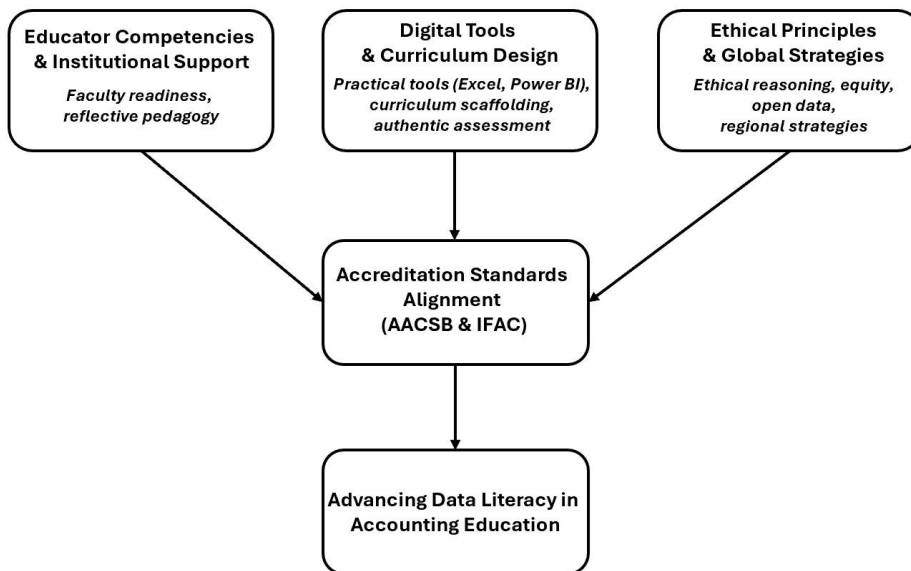 Educator Competencies
& Institutional Support
Faculty readiness,
reflective pedagogy
Digital Tools
& Curriculum Design
Practical tools (Excel, Power BI),
curriculum scaffolding,
authentic assessment
Ethical Principles
& Global Strategies
Ethical reasoning, equity,
open data,
regional strategies
Accreditation Standards
Alignment
(AACSB & IFAC)
Advancing Data Literacy in
Accounting Education